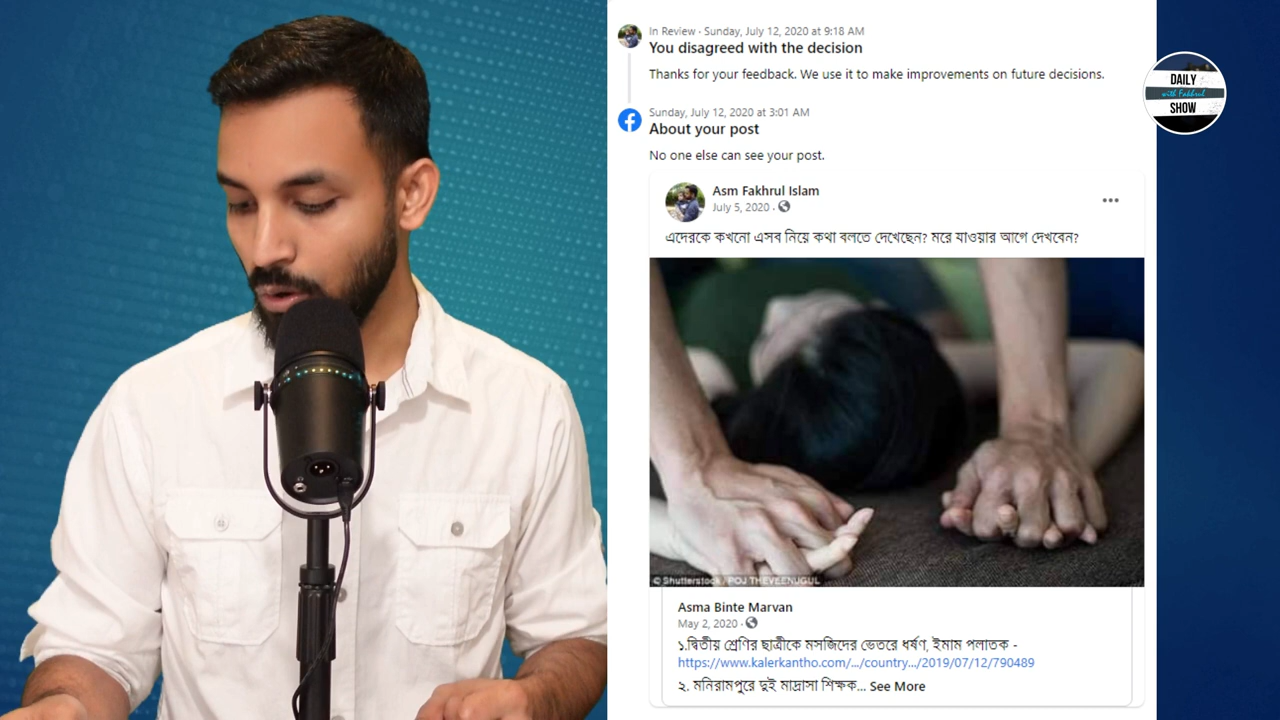 In Review · Sunday, July 12, 2020 at 9:18 AM
You disagreed with the decision
Thanks for your feedback. We use it to make improvements on future decisions.
Sunday, July 12, 2020 at 3:01 AM
About your post
No one else can see your post.
Asm Fakhrul Islam
July 5, 2020 ·
এদেরকে কখনো এসব নিয়ে কথা বলতে দেখেছেন? মরে যাওয়ার আগে দেখবেন?
© Shutterstock / POJ THEVEENUGUL
Asma Binte Marvan
May 2, 2020 ·
১.দ্বিতীয় শ্রেণির ছাত্রীকে মসজিদের ভেতরে ধর্ষণ, ইমাম পলাতক -
https://www.kalerkantho.com/.../country.../2019/07/12/790489
২. মনিরামপুরে দুই মাদ্রাসা শিক্ষক... See More
DAILY
with Fakhrul
SHOW